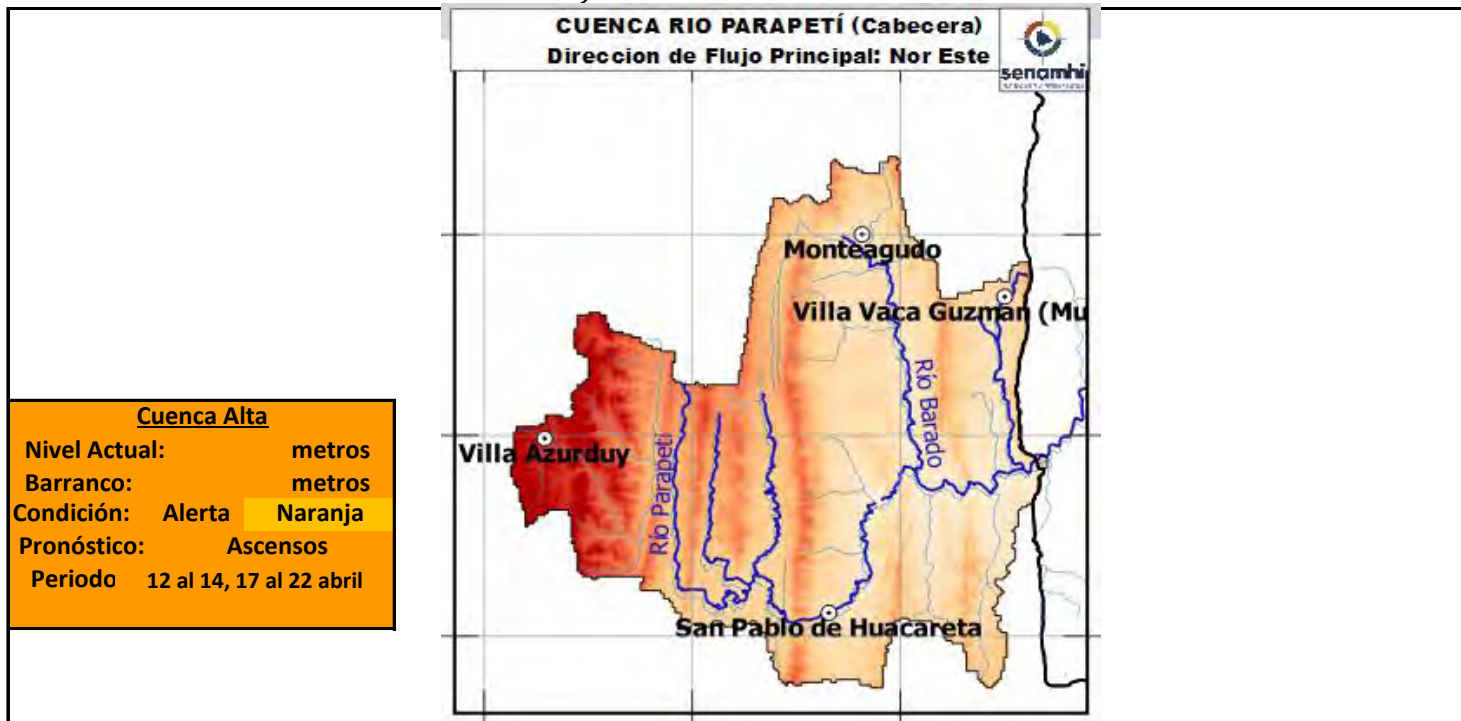 CUENCA RIO PARAPETÍ (Cabecera)
Direccion de Flujo Principal: Nor Este
senamhi
Monteagudo
Villa Vaca Guzmán (Mu
Río Barado
Villa Azurduy
Río Parapetí
San Pablo de Huacareta
Cuenca Alta
Nivel Actual: metros
Barranco: metros
Condición: Alerta Naranja
Pronóstico: Ascensos
Periodo 12 al 14, 17 al 22 abril